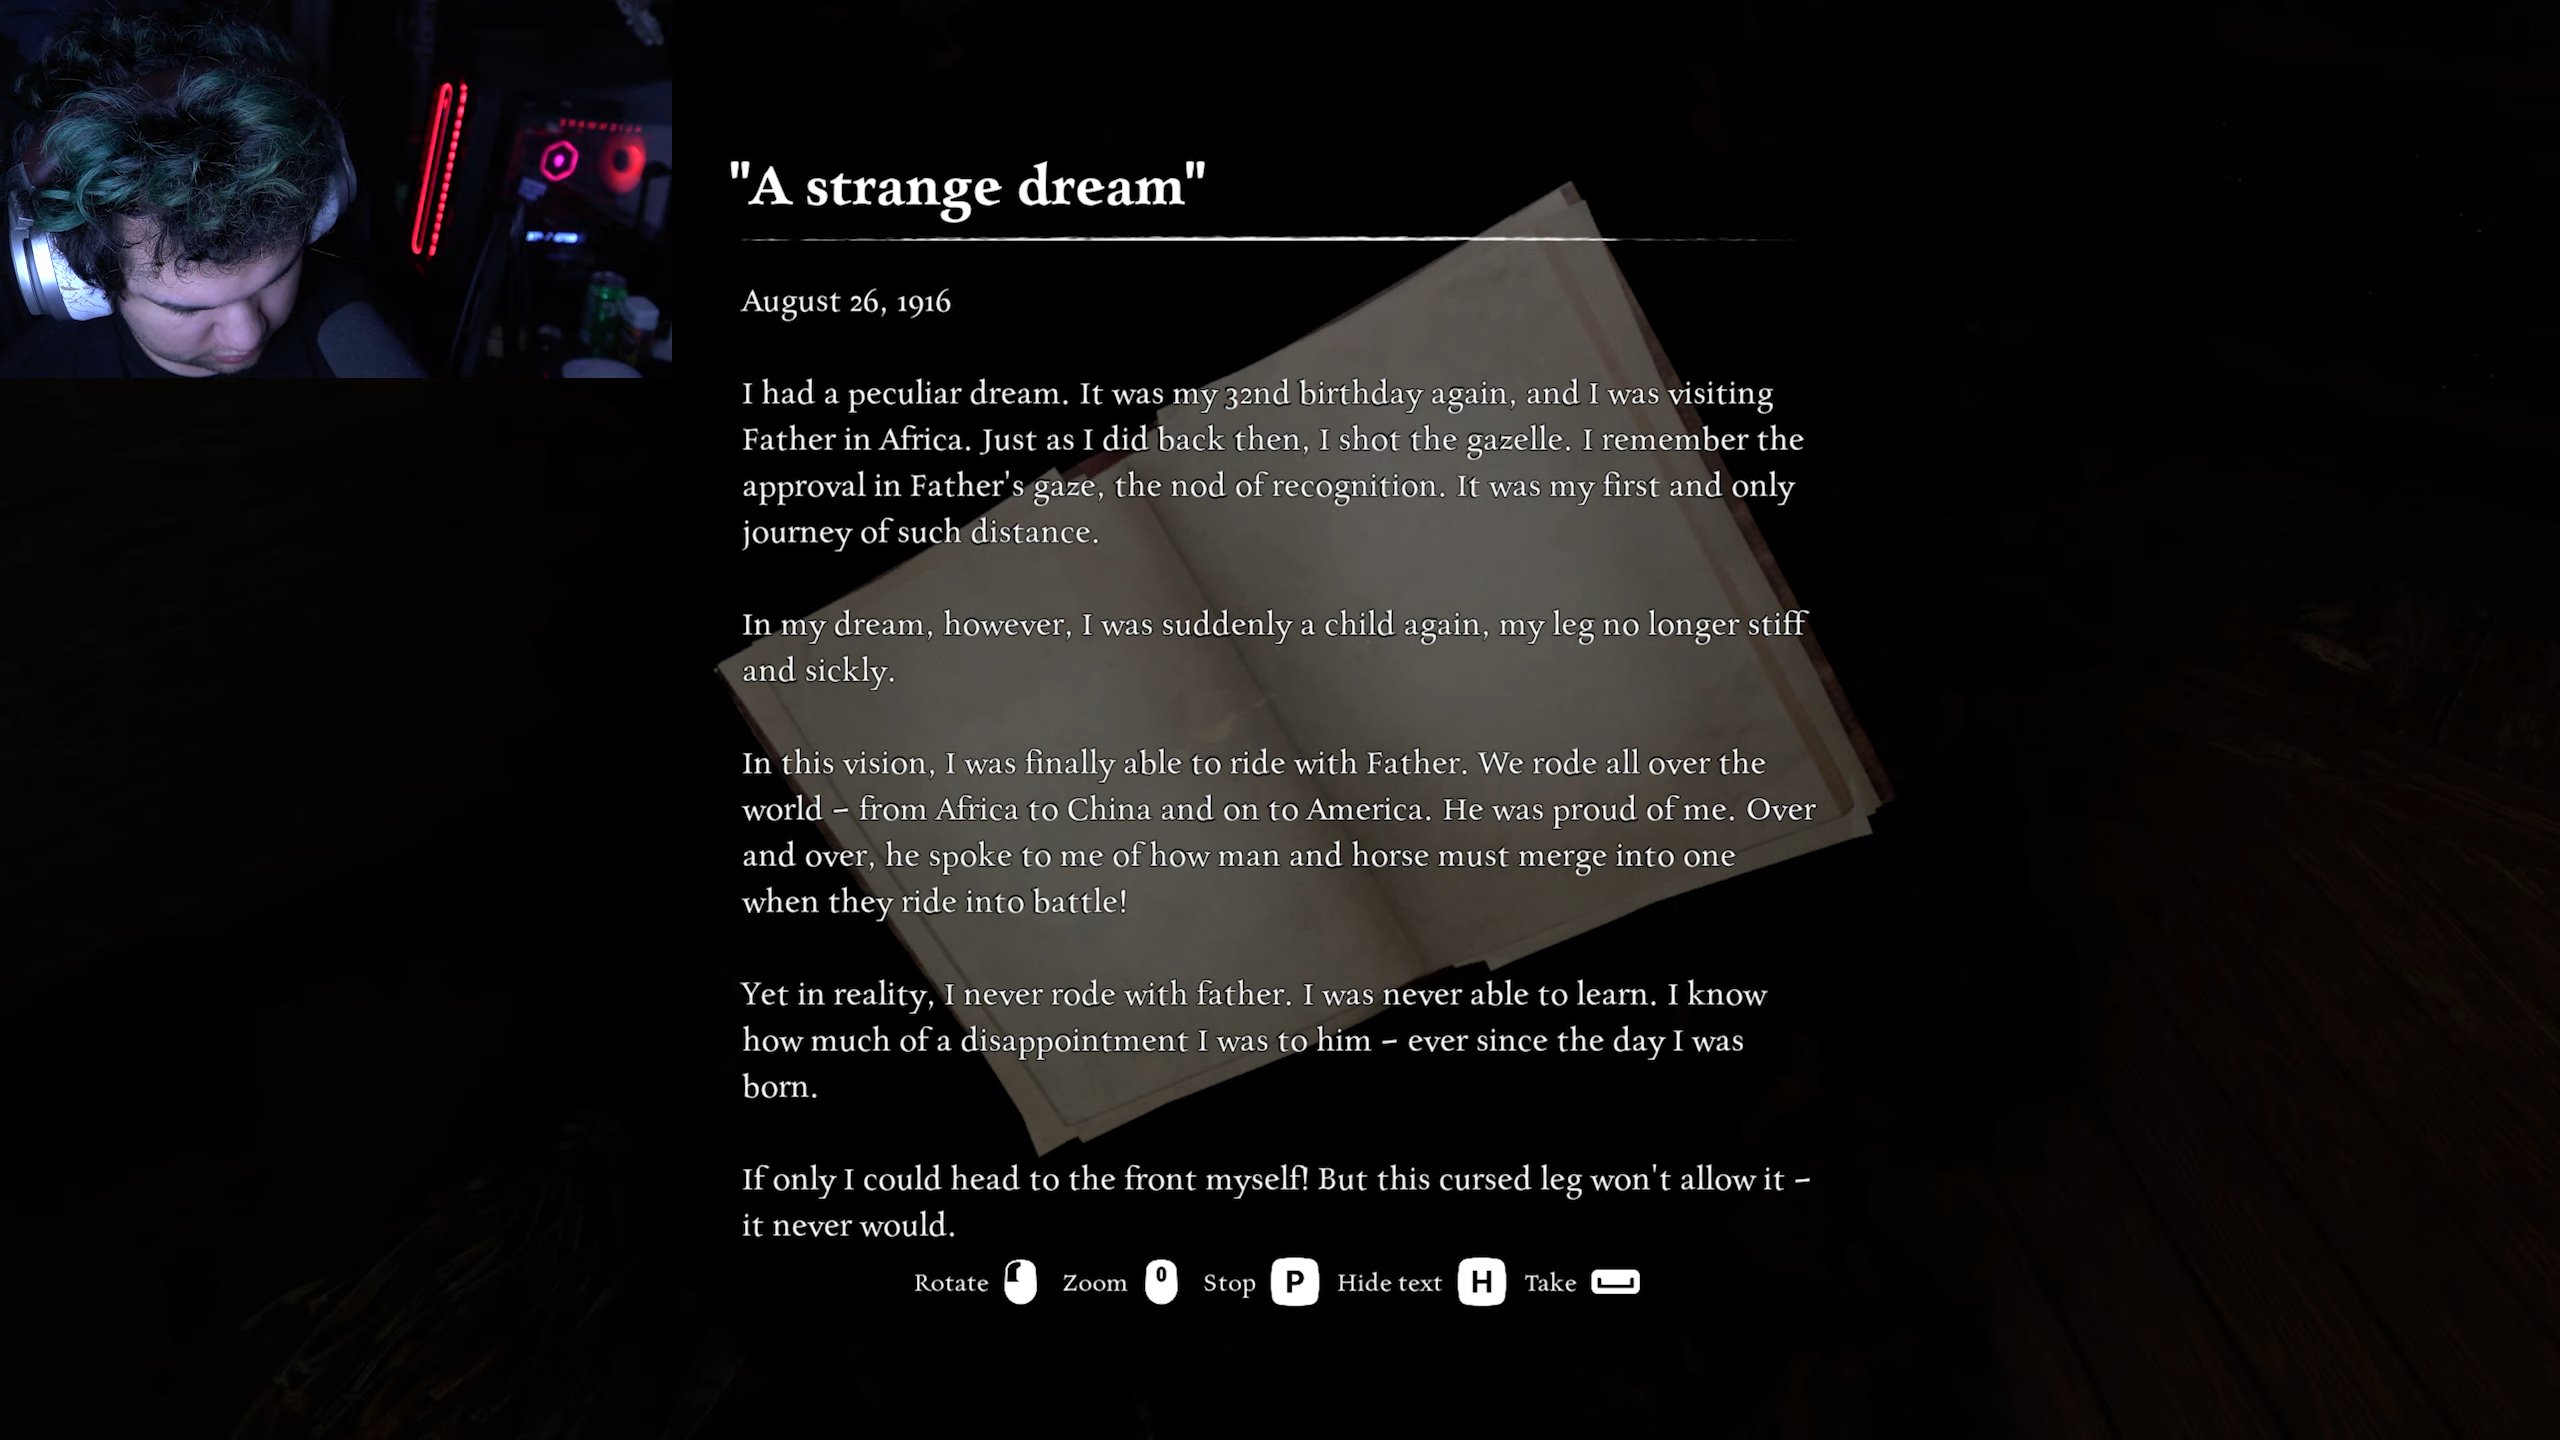 "A strange dream"
August 26, 1916
I had a peculiar dream. It was my 32nd birthday again, and I was visiting
Father in Africa. Just as I did back then, I shot the gazelle. I remember the
approval in Father's gaze, the nod of recognition. It was my first and only
journey of such distance.
In my dream, however, I was suddenly a child again, my leg no longer stiff
and sickly.
In this vision, I was finally able to ride with Father. We rode all over the
world – from Africa to China and on to America. He was proud of me. Over
and over, he spoke to me of how man and horse must merge into one
when they ride into battle!
Yet in reality, I never rode with father. I was never able to learn. I know
how much of a disappointment I was to him – ever since the day I was
born.
If only I could head to the front myself! But this cursed leg won't allow it –
it never would.
Rotate Zoom 0 Stop P Hide text H Take